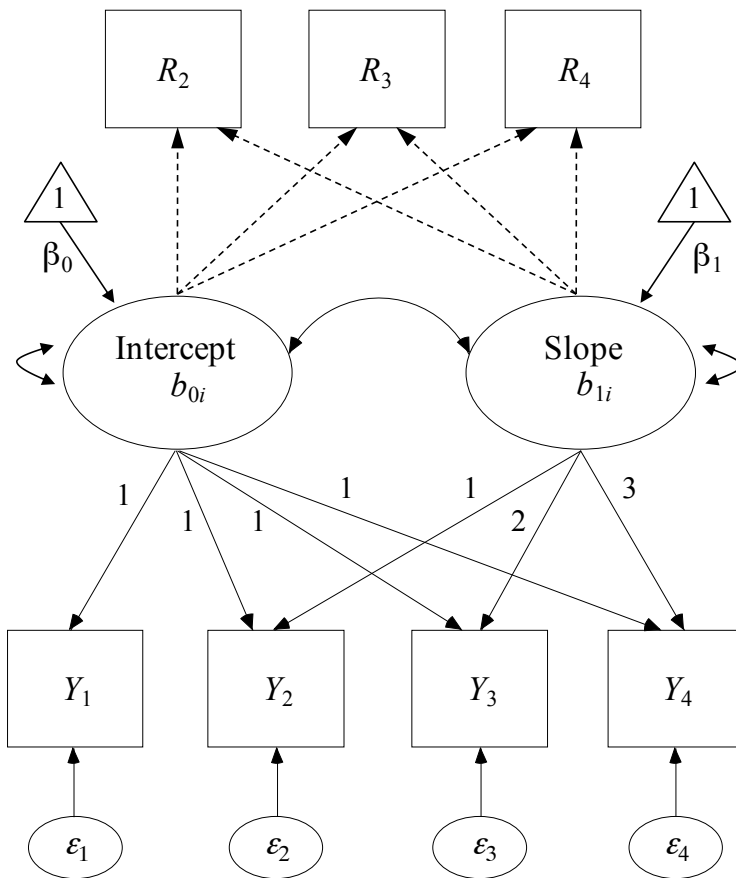 R₂ R₃ R₄
1 1
β₀ β₁
Intercept Slope
b₀ᵢ b₁ᵢ
1 1 1 1 1 2 3
Y₁ Y₂ Y₃ Y₄
ε₁ ε₂ ε₃ ε₄